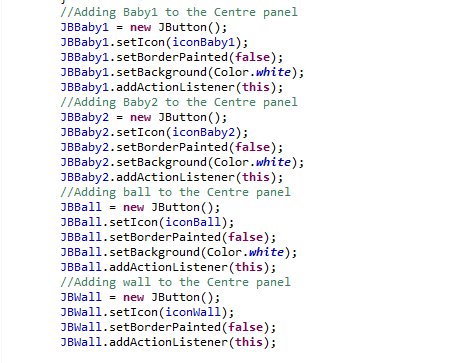 //Adding Baby1 to the Centre panel
JBBaby1 = new JButton();
JBBaby1.setIcon(iconBaby1);
JBBaby1.setBorderPainted(false);
JBBaby1.setBackground(Color.white);
JBBaby1.addActionListener(this);
//Adding Baby2 to the Centre panel
JBBaby2 = new JButton();
JBBaby2.setIcon(iconBaby2);
JBBaby2.setBorderPainted(false);
JBBaby2.setBackground(Color.white);
JBBaby2.addActionListener(this);
//Adding ball to the Centre panel
JBBall = new JButton();
JBBall.setIcon(iconBall);
JBBall.setBorderPainted(false);
JBBall.setBackground(Color.white);
JBBall.addActionListener(this);
//Adding wall to the Centre panel
JBWall = new JButton();
JBWall.setIcon(iconWall);
JBWall.setBorderPainted(false);
JBWall.addActionListener(this);